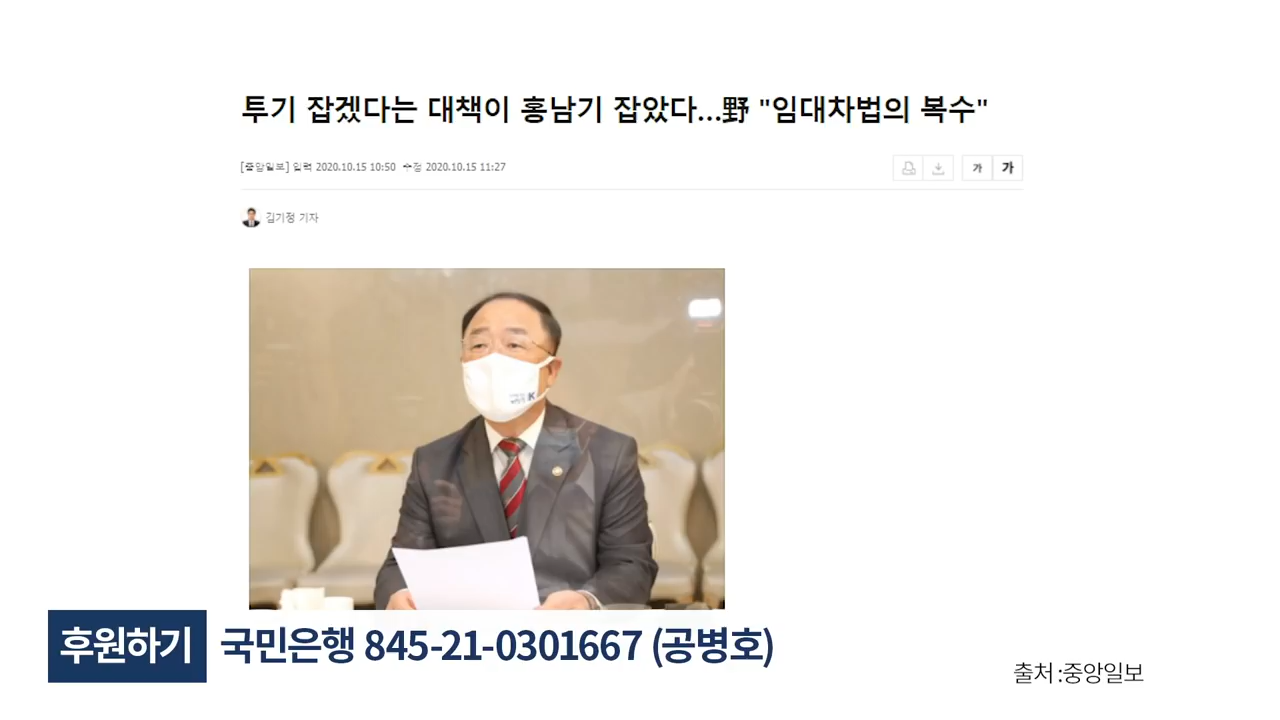 투기 잡겠다는 대책이 홍남기 잡았다...野 "임대차법의 복수"
[중앙일보] 입력 2020.10.15 10:50 수정 2020.10.15 11:27
가 가
김기정 기자
K
후원하기 국민은행 845-21-0301667 (공병호)
출처 :중앙일보